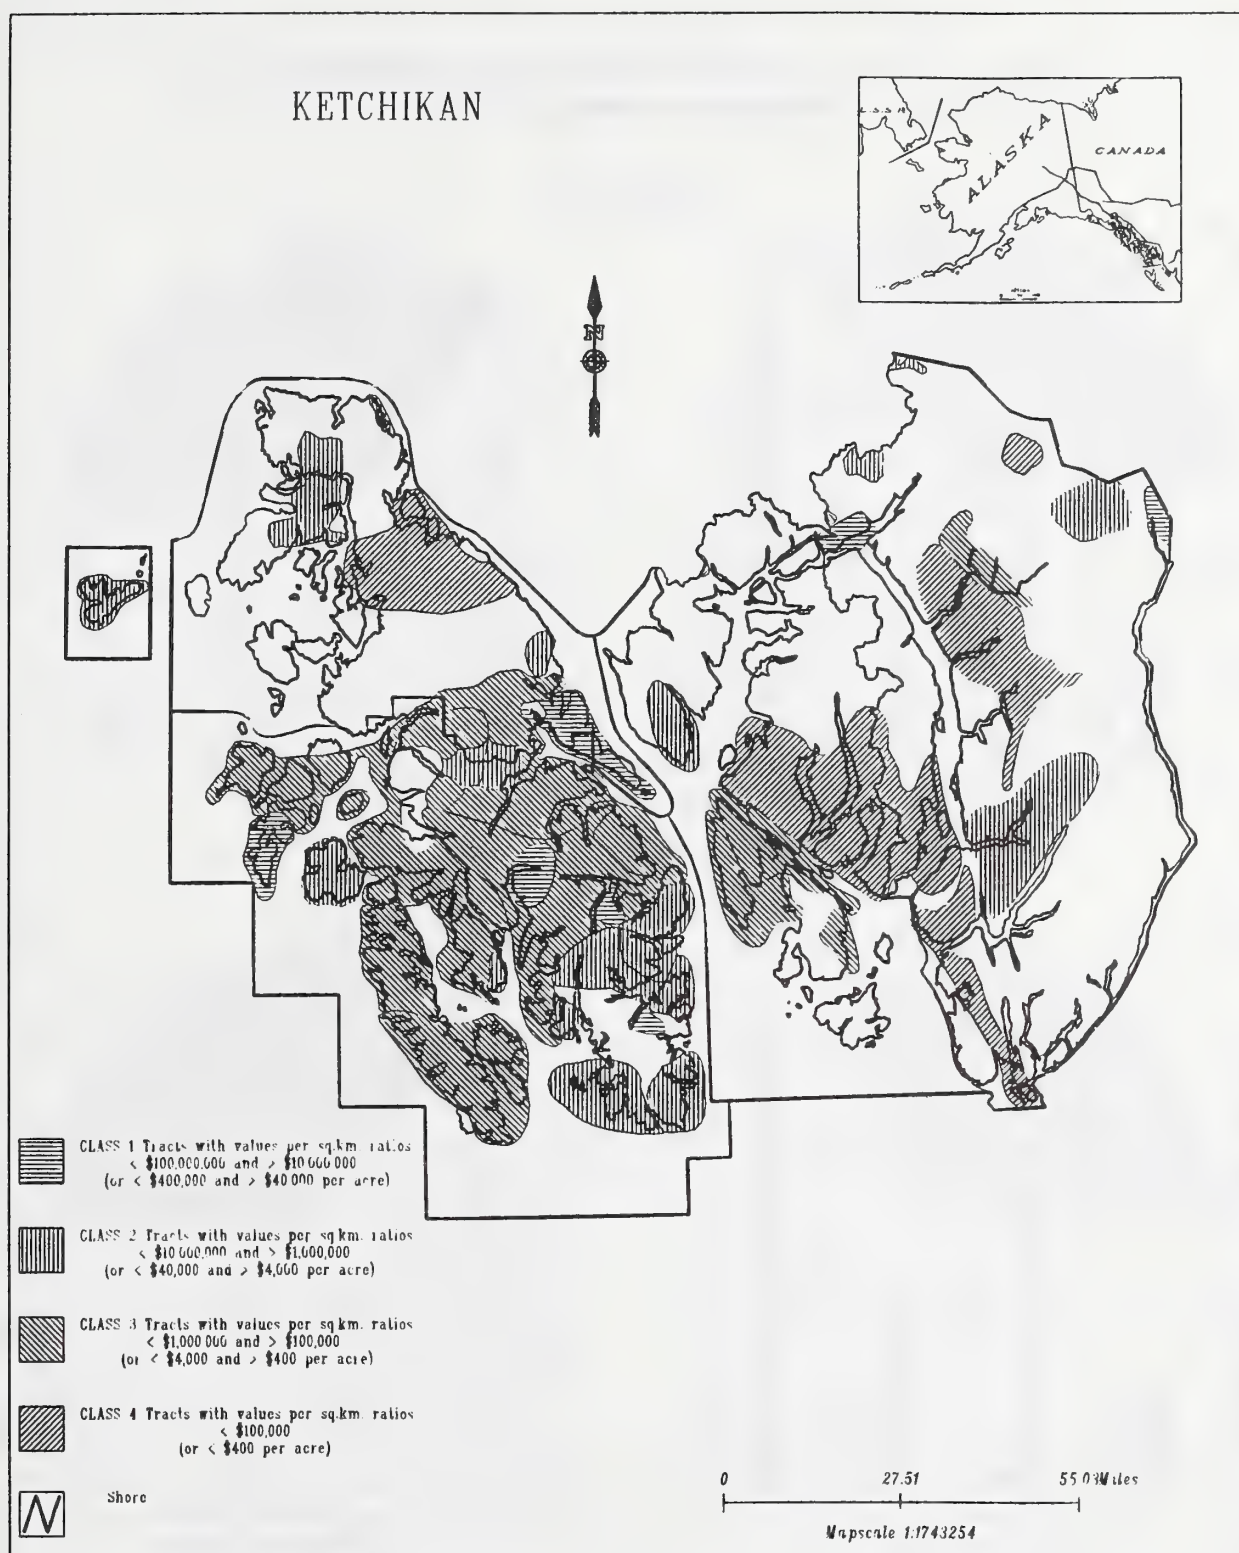 KETCHIKAN
ALASKA
CANADA
N
CLASS 1 Tracts with values per sq.km. ratios
< $100,000,000 and > $10,000,000
(or < $400,000 and > $40,000 per acre)
CLASS 2 Tracts with values per sq.km. ratios
< $10,000,000 and > $1,000,000
(or < $40,000 and > $4,000 per acre)
CLASS 3 Tracts with values per sq.km. ratios
< $1,000,000 and > $100,000
(or < $4,000 and > $400 per acre)
CLASS 4 Tracts with values per sq.km. ratios
< $100,000
(or < $400 per acre)
N Shore
0 27.51 55.03Miles
Mapscale 1:1743254